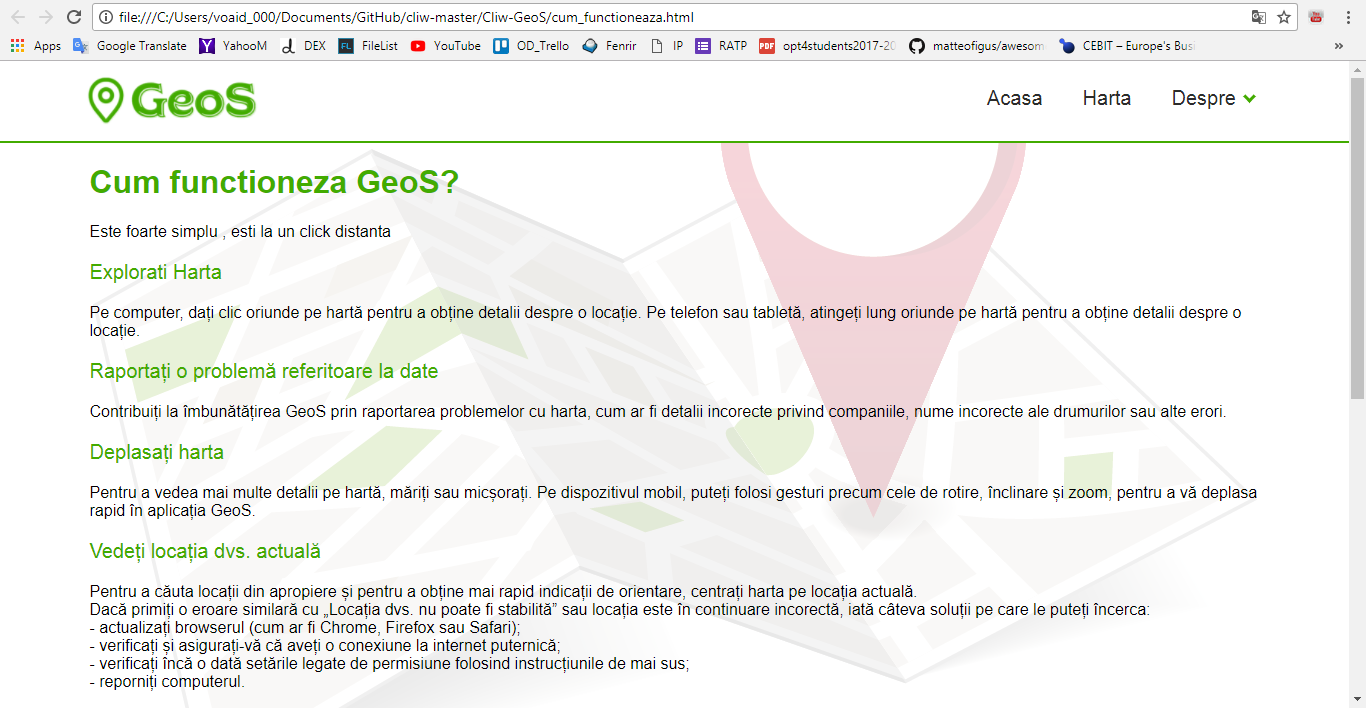 file:///C:/Users/voaid_000/Documents/GitHub/cliw-master/Cliw-GeoS/cum_functioneaza.html
Apps Google Translate YahooM DEX FileList YouTube OD_Trello Fenrir IP RATP opt4students2017-20 matteofigus/awesom CEBIT – Europe's Busi »
GeoS Acasa Harta Despre
Cum functioneza GeoS?
Este foarte simplu , esti la un click distanta
Explorati Harta
Pe computer, dați clic oriunde pe hartă pentru a obține detalii despre o locație. Pe telefon sau tabletă, atingeți lung oriunde pe hartă pentru a obține detalii despre o
locație.
Raportați o problemă referitoare la date
Contribuiți la îmbunătățirea GeoS prin raportarea problemelor cu harta, cum ar fi detalii incorecte privind companiile, nume incorecte ale drumurilor sau alte erori.
Deplasați harta
Pentru a vedea mai multe detalii pe hartă, măriți sau micșorați. Pe dispozitivul mobil, puteți folosi gesturi precum cele de rotire, înclinare și zoom, pentru a vă deplasa
rapid în aplicația GeoS.
Vedeți locația dvs. actuală
Pentru a căuta locații din apropiere și pentru a obține mai rapid indicații de orientare, centrați harta pe locația actuală.
Dacă primiți o eroare similară cu „Locația dvs. nu poate fi stabilită” sau locația este în continuare incorectă, iată câteva soluții pe care le puteți încerca:
- actualizați browserul (cum ar fi Chrome, Firefox sau Safari);
- verificați și asigurați-vă că aveți o conexiune la internet puternică;
- verificați încă o dată setările legate de permisiune folosind instrucțiunile de mai sus;
- reporniți computerul.